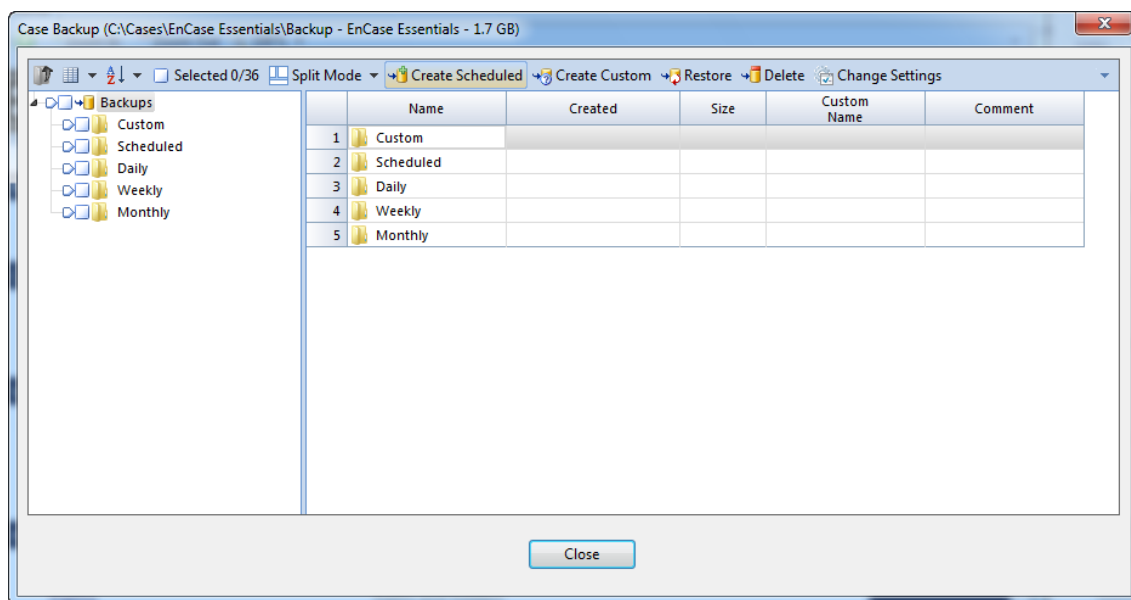 Case Backup (C:\Cases\EnCase Essentials\Backup - EnCase Essentials - 1.7 GB)
Selected 0/36 Split Mode Create Scheduled Create Custom Restore Delete Change Settings
Backups
Custom
Scheduled
Daily
Weekly
Monthly
Name Created Size Custom Name Comment
1 Custom
2 Scheduled
3 Daily
4 Weekly
5 Monthly
Close